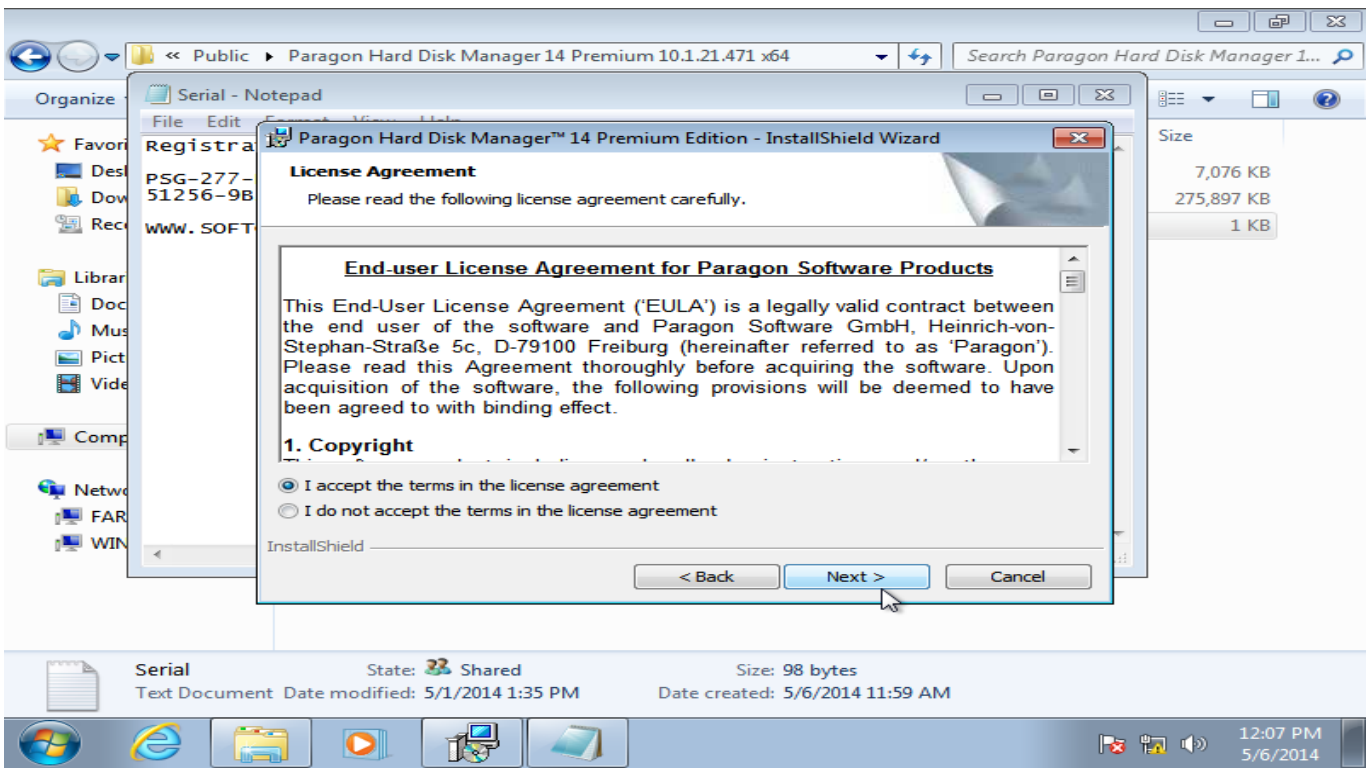 « Public ▸ Paragon Hard Disk Manager 14 Premium 10.1.21.471 x64
Search Paragon Hard Disk Manager 1...
Organize
Serial - Notepad
File Edit Format View Help
Size
Favori
Registra
Paragon Hard Disk Manager™ 14 Premium Edition - InstallShield Wizard
Desl
PSG-277-
License Agreement
7,076 KB
Dow
51256-9B
Please read the following license agreement carefully.
275,897 KB
Rece
WWW.SOFT
1 KB
End-user License Agreement for Paragon Software Products
Librar
Doc
Mus
Pict
Vide
This End-User License Agreement (‘EULA’) is a legally valid contract between
the end user of the software and Paragon Software GmbH, Heinrich-von-
Stephan-Straße 5c, D-79100 Freiburg (hereinafter referred to as ‘Paragon’).
Please read this Agreement thoroughly before acquiring the software. Upon
acquisition of the software, the following provisions will be deemed to have
been agreed to with binding effect.
Comp
1. Copyright
Netwo
FAR
WIN
I accept the terms in the license agreement
I do not accept the terms in the license agreement
InstallShield
< Back
Next >
Cancel
Serial
State: Shared
Size: 98 bytes
Text Document
Date modified: 5/1/2014 1:35 PM
Date created: 5/6/2014 11:59 AM
12:07 PM
5/6/2014